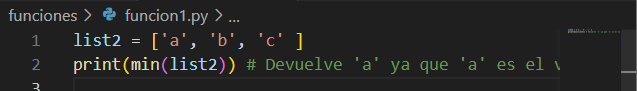 funciones > funcion1.py > ...
1 list2 = ['a', 'b', 'c' ]
2 print(min(list2)) # Devuelve 'a' ya que 'a' es el
3